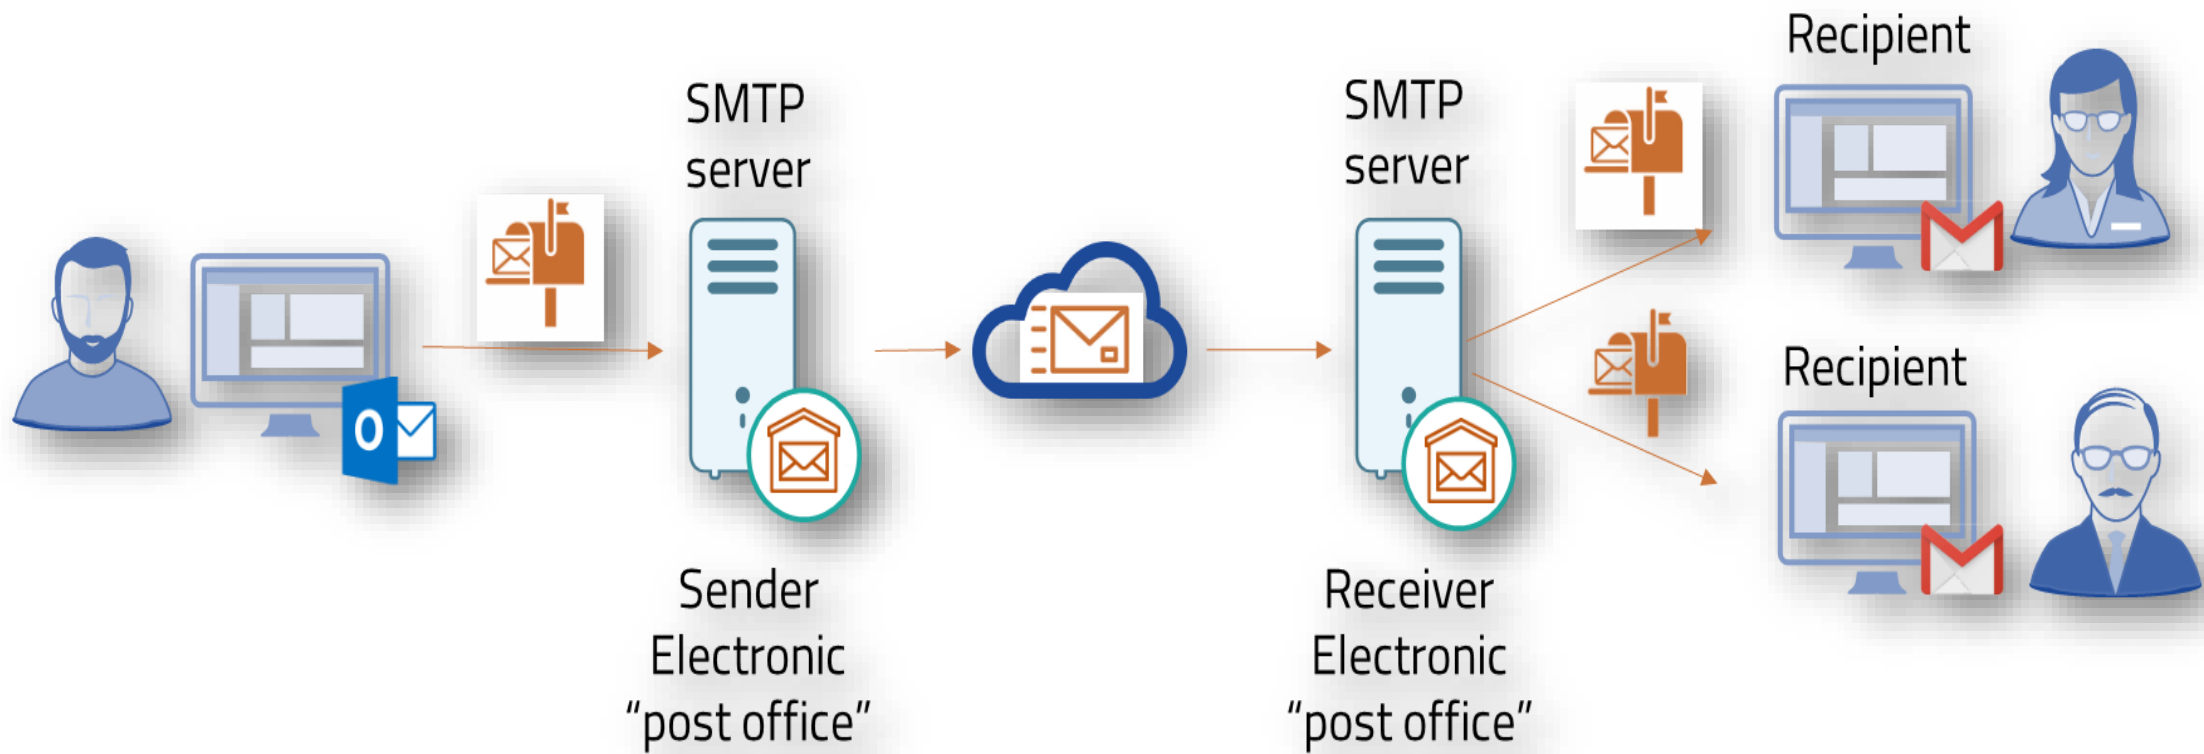 SMTP
server
Sender
Electronic
“post office”
SMTP
server
Receiver
Electronic
“post office”
Recipient
Recipient
O